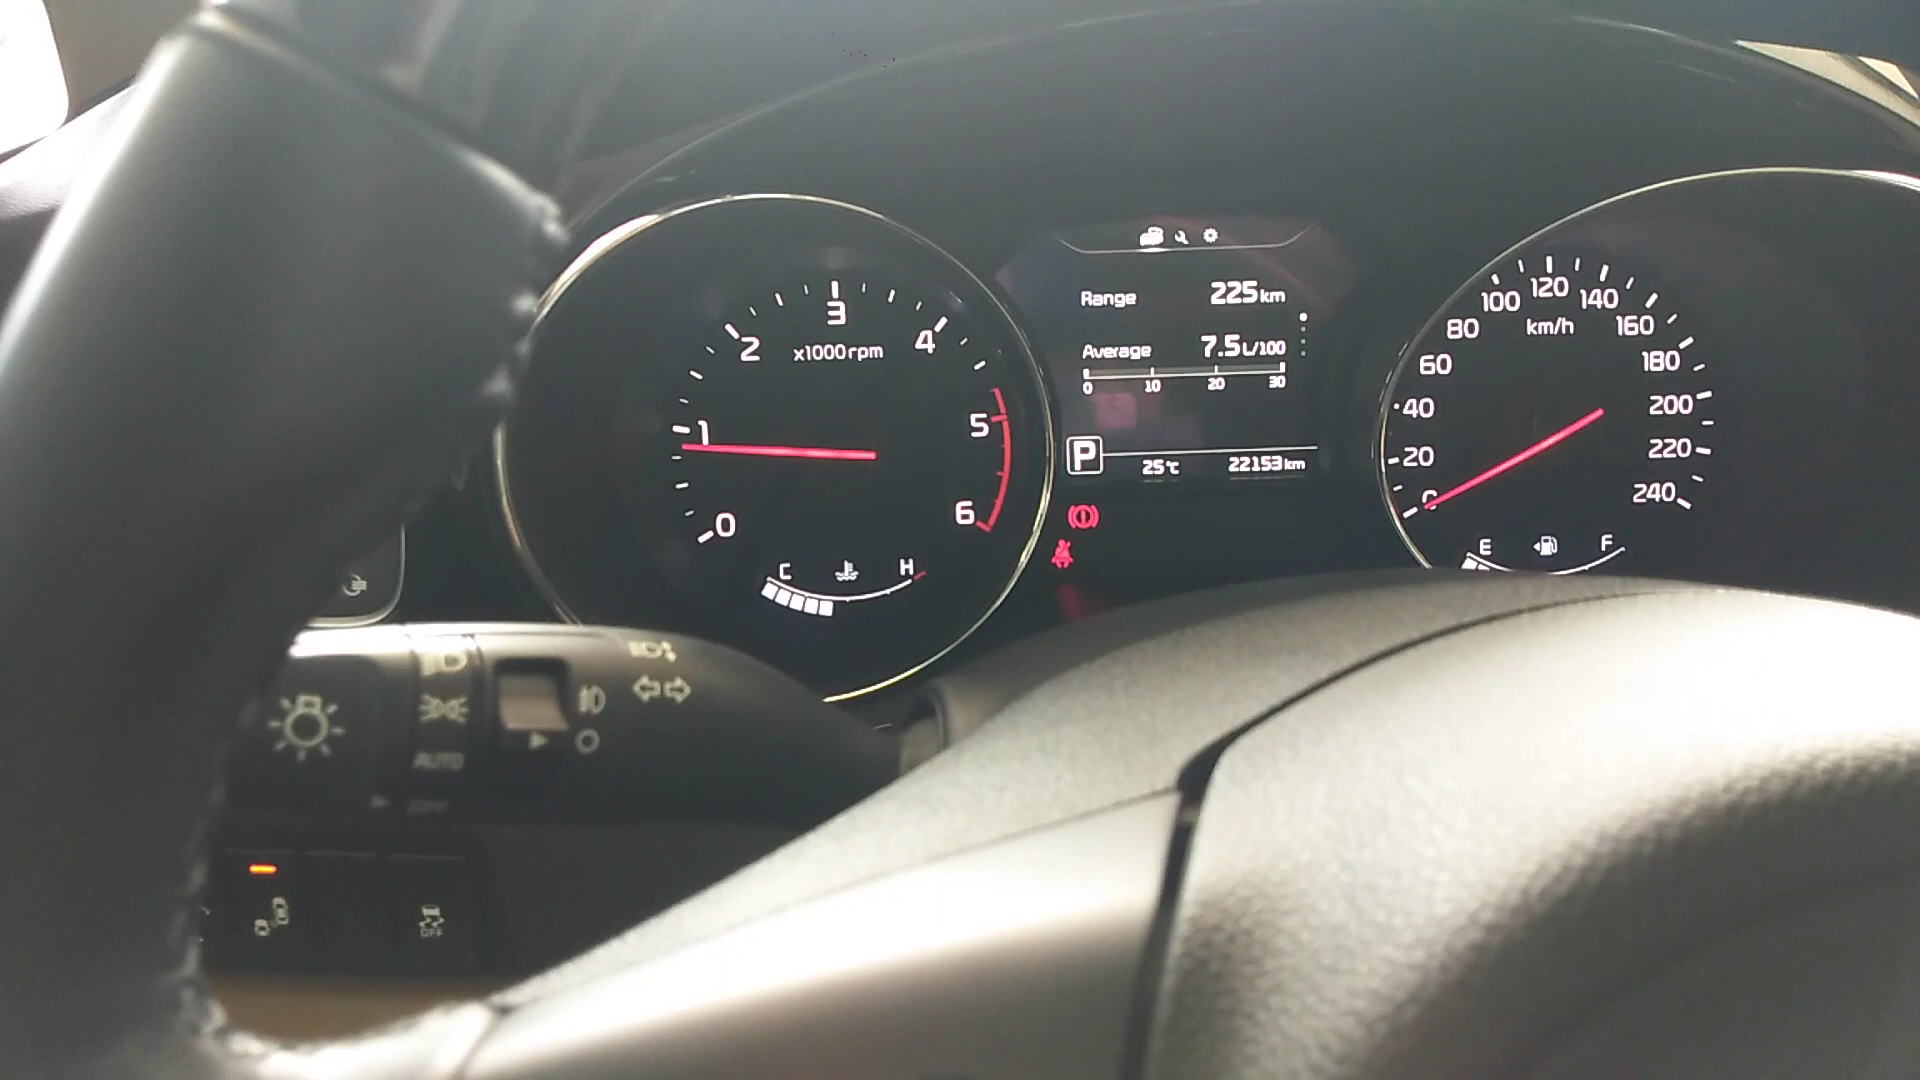 Range 225km
Average 7.5L/100
0 10 20 30
P 25℃ 22153km
0 1 2 3 4 5 6
x1000rpm
C H
0 20 40 60 80 100 120 140 160 180 200 220 240
km/h
E F
AUTO
OFF
OFF